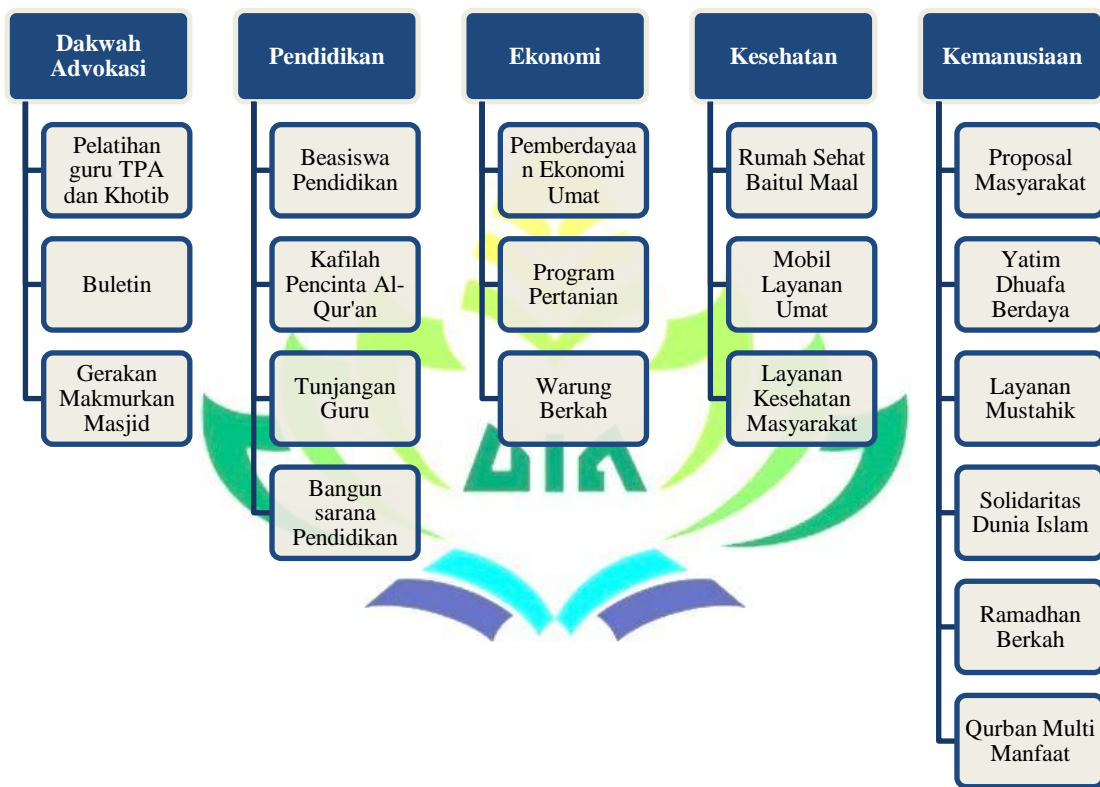 Dakwah
Advokasi
Pelatihan
guru TPA
dan Khotib
Buletin
Gerakan
Makmurkan
Masjid
Pendidikan
Beasiswa
Pendidikan
Kafilah
Pencinta Al-
Qur'an
Tunjangan
Guru
Bangun
sarana
Pendidikan
Ekonomi
Pemberdayaa
n Ekonomi
Umat
Program
Pertanian
Warung
Berkah
Kesehatan
Rumah Sehat
Baitul Maal
Mobil
Layanan
Umat
Layanan
Kesehatan
Masyarakat
Kemanusiaan
Proposal
Masyarakat
Yatim
Dhuafa
Berdaya
Layanan
Mustahik
Solidaritas
Dunia Islam
Ramadhan
Berkah
Qurban Multi
Manfaat